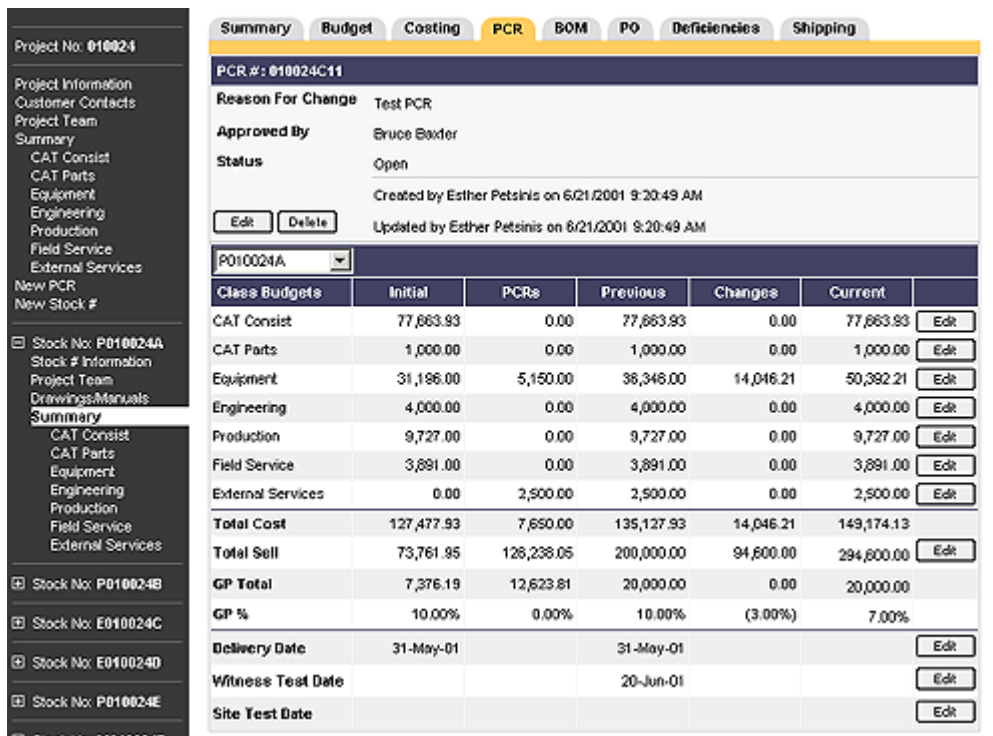 Summary Budget Costing PCR BOM PO Deficiencies Shipping
Project No: 010024
Project Information
Customer Contacts
Project Team
Summary
CAT Consist
CAT Parts
Equipment
Engineering
Production
Field Service
External Services
New PCR
New Stock #
Stock No: P010024A
Stock # Information
Project Team
Drawings/Manuals
Summary
CAT Consist
CAT Parts
Equipment
Engineering
Production
Field Service
External Services
Stock No: P010024B
Stock No: E010024C
Stock No: E010024D
Stock No: P010024E
PCR #: 010024C11
Reason For Change Test PCR
Approved By Bruce Baxter
Status Open
Created by Esther Petsinis on 6/21/2001 9:20:49 AM
Edit Delete Updated by Esther Petsinis on 6/21/2001 9:20:49 AM
P010024A
Class Budgets Initial PCRs Previous Changes Current
CAT Consist 77,663.93 0.00 77,663.93 0.00 77,663.93 Edit
CAT Parts 1,000.00 0.00 1,000.00 0.00 1,000.00 Edit
Equipment 31,196.00 5,150.00 36,346.00 14,046.21 50,392.21 Edit
Engineering 4,000.00 0.00 4,000.00 0.00 4,000.00 Edit
Production 9,727.00 0.00 9,727.00 0.00 9,727.00 Edit
Field Service 3,891.00 0.00 3,891.00 0.00 3,891.00 Edit
External Services 0.00 2,500.00 2,500.00 0.00 2,500.00 Edit
Total Cost 127,477.93 7,650.00 135,127.93 14,046.21 149,174.13
Total Sell 73,761.95 126,238.05 200,000.00 94,600.00 294,600.00 Edit
GP Total 7,376.19 12,623.81 20,000.00 0.00 20,000.00
GP % 10.00% 0.00% 10.00% (3.00%) 7.00%
Delivery Date 31-May-01 31-May-01 Edit
Witness Test Date 20-Jun-01 Edit
Site Test Date Edit